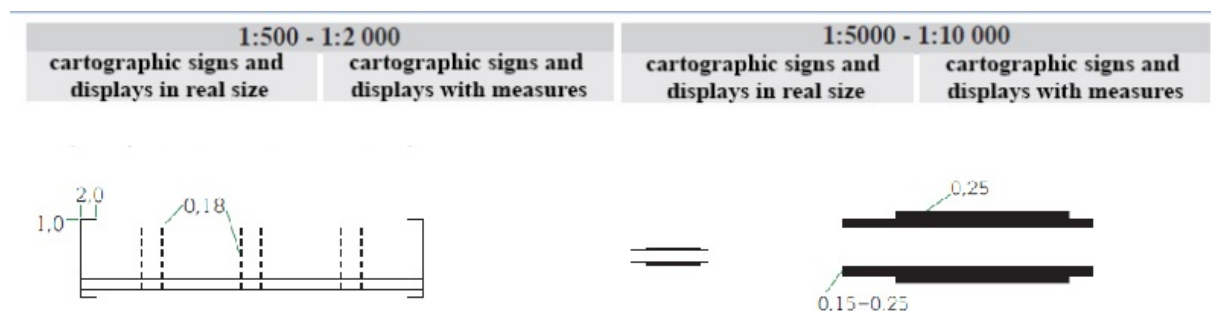 1:500 - 1:2 000
cartographic signs and
displays in real size
cartographic signs and
displays with measures
1:5000 - 1:10 000
cartographic signs and
displays in real size
cartographic signs and
displays with measures
2,0
1,0
0,18
0,25
0.15-0.25